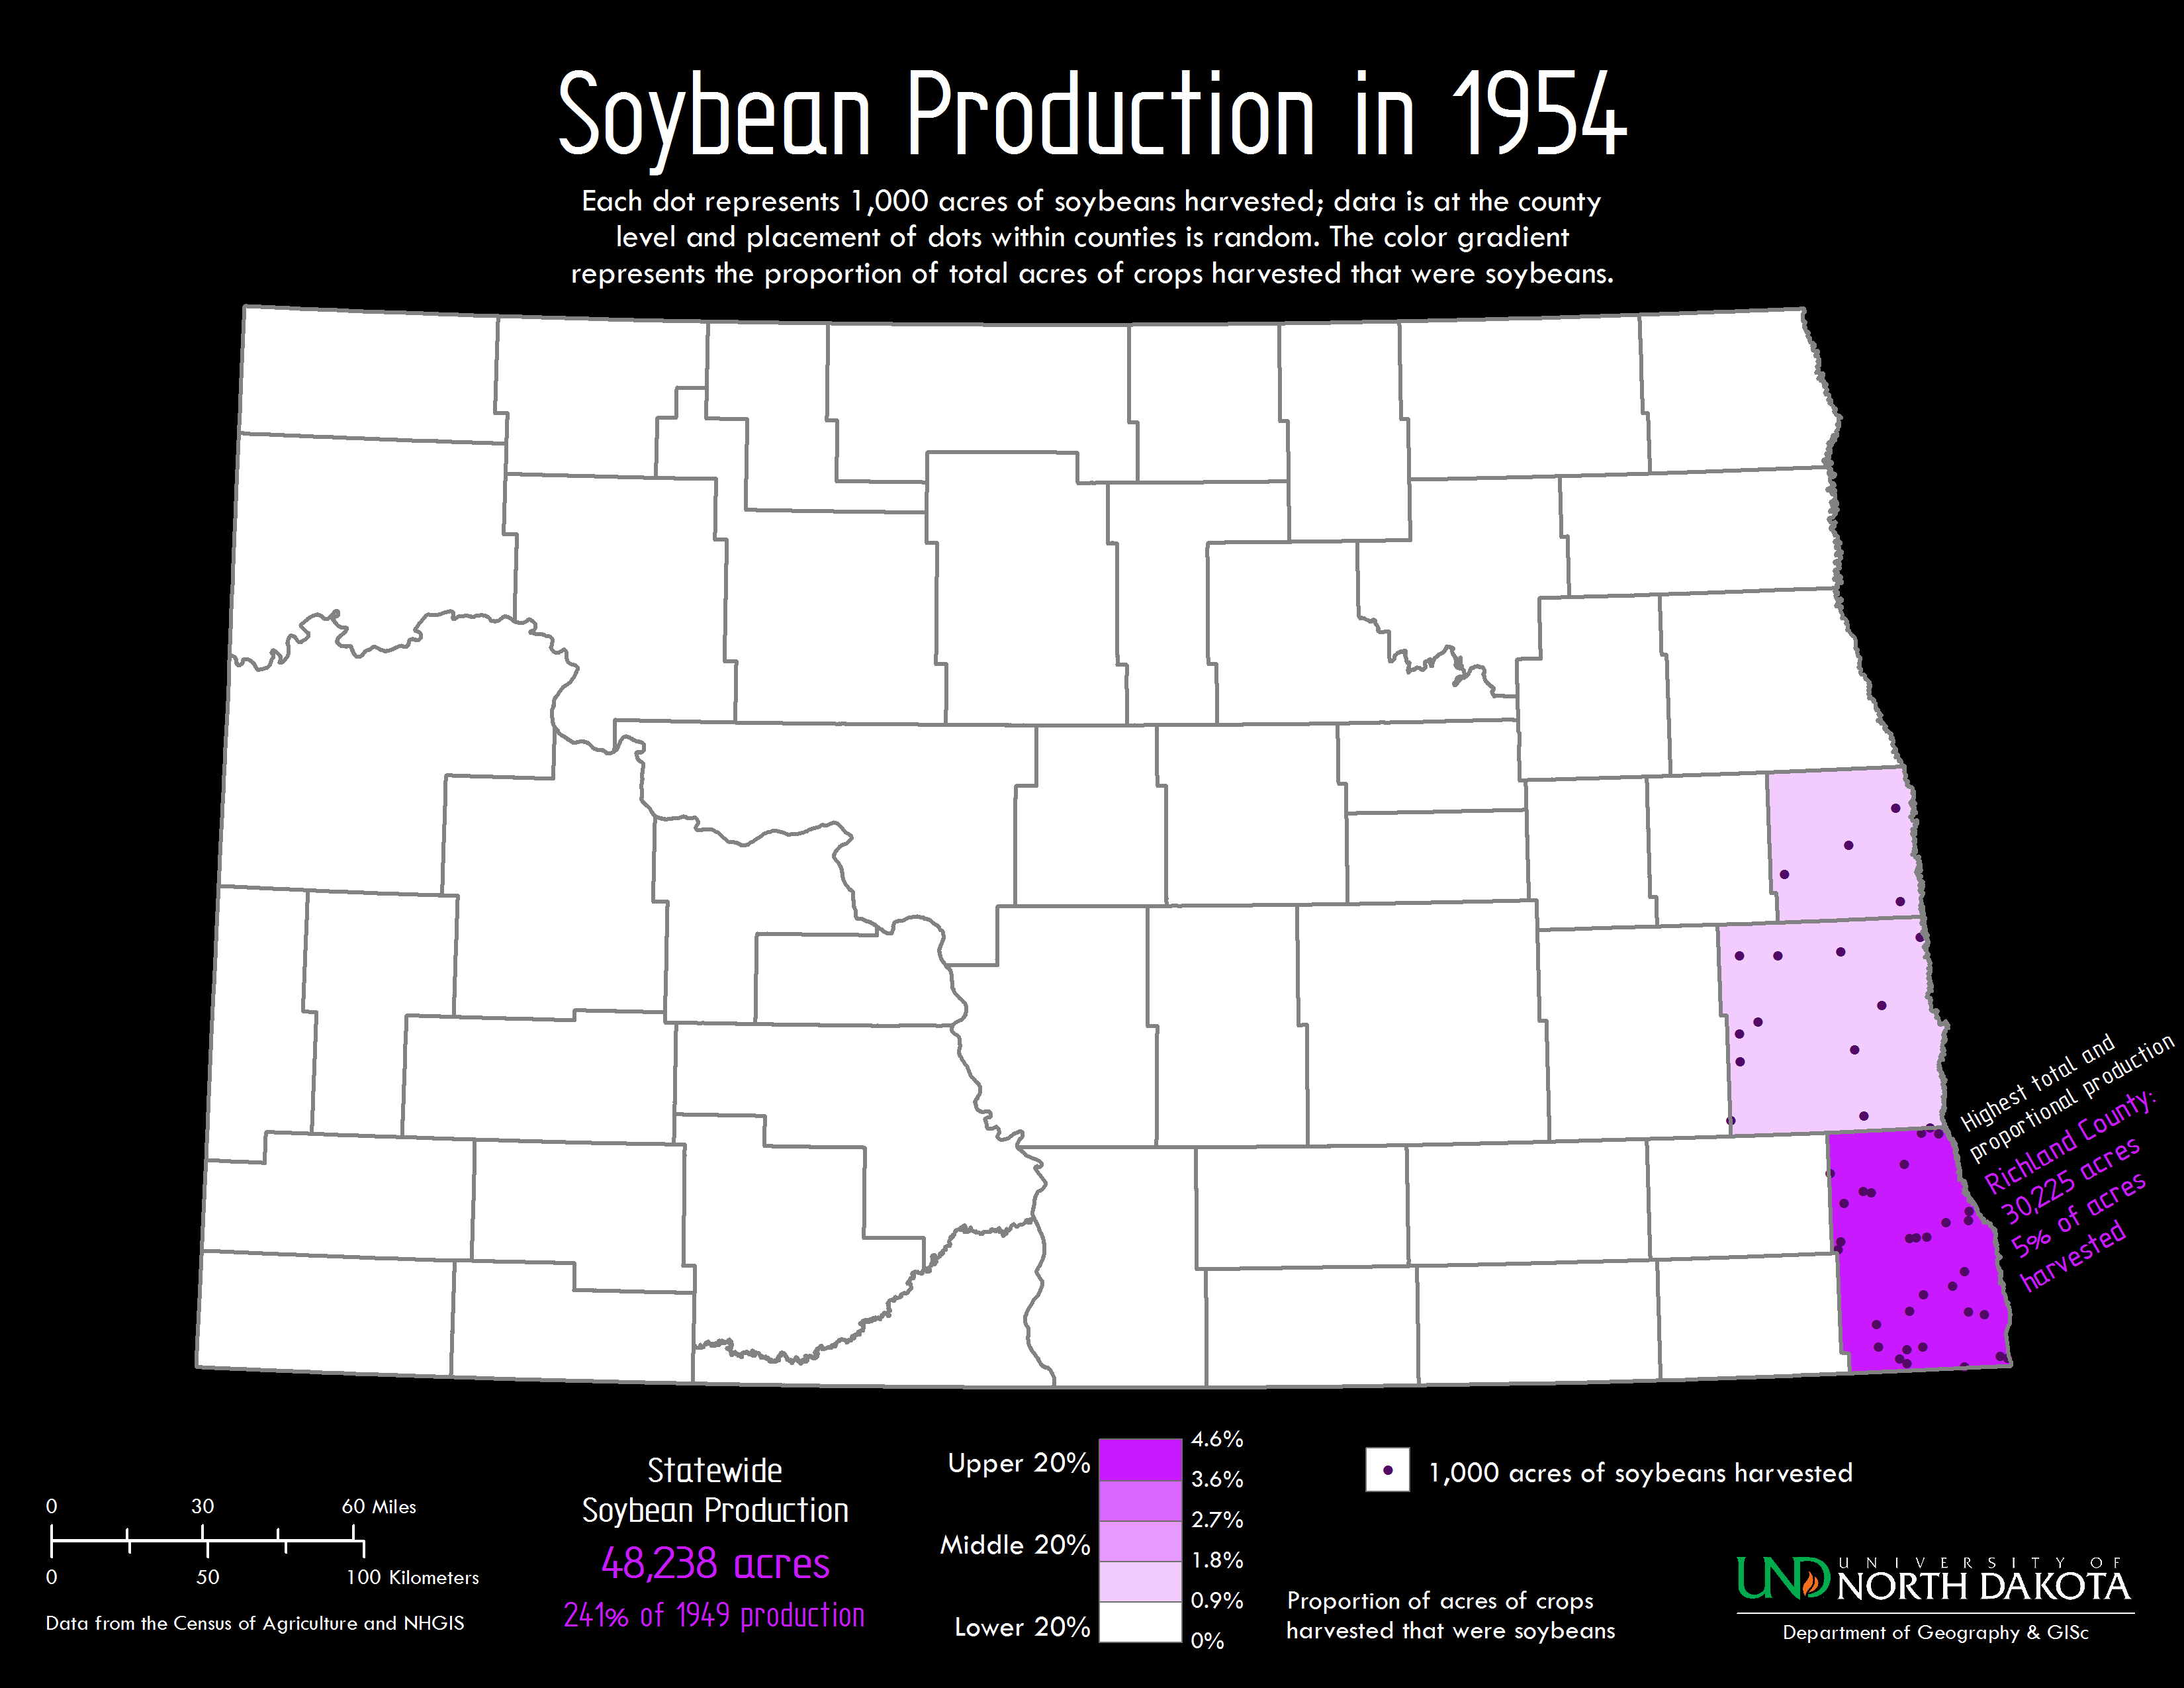 Soybean Production in 1954
Each dot represents 1,000 acres of soybeans harvested; data is at the county
level and placement of dots within counties is random. The color gradient
represents the proportion of total acres of crops harvested that were soybeans.
Highest total and
proportional production
Richland County:
30,225 acres
5% of acres
harvested
0 30 60 Miles
0 50 100 Kilometers
Data from the Census of Agriculture and NHGIS
Statewide
Soybean Production
48,238 acres
241% of 1949 production
Upper 20%
Middle 20%
Lower 20%
4.6%
3.6%
2.7%
1.8%
0.9%
0%
1,000 acres of soybeans harvested
Proportion of acres of crops
harvested that were soybeans
UND
UNIVERSITY OF
NORTH DAKOTA
Department of Geography & GISc